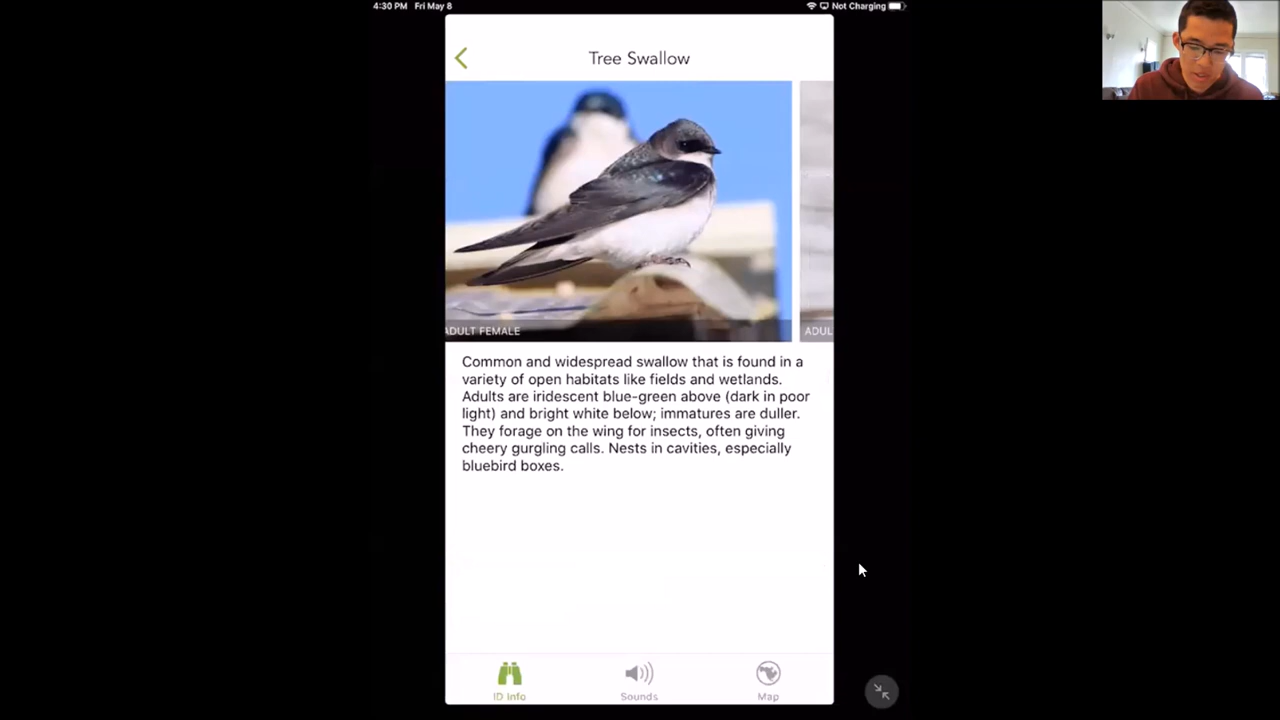 4:30 PM Fri May 8
Not Charging
Tree Swallow
ADULT FEMALE
ADUL
Common and widespread swallow that is found in a
variety of open habitats like fields and wetlands.
Adults are iridescent blue-green above (dark in poor
light) and bright white below; immatures are duller.
They forage on the wing for insects, often giving
cheery gurgling calls. Nests in cavities, especially
bluebird boxes.
ID Info
Sounds
Map